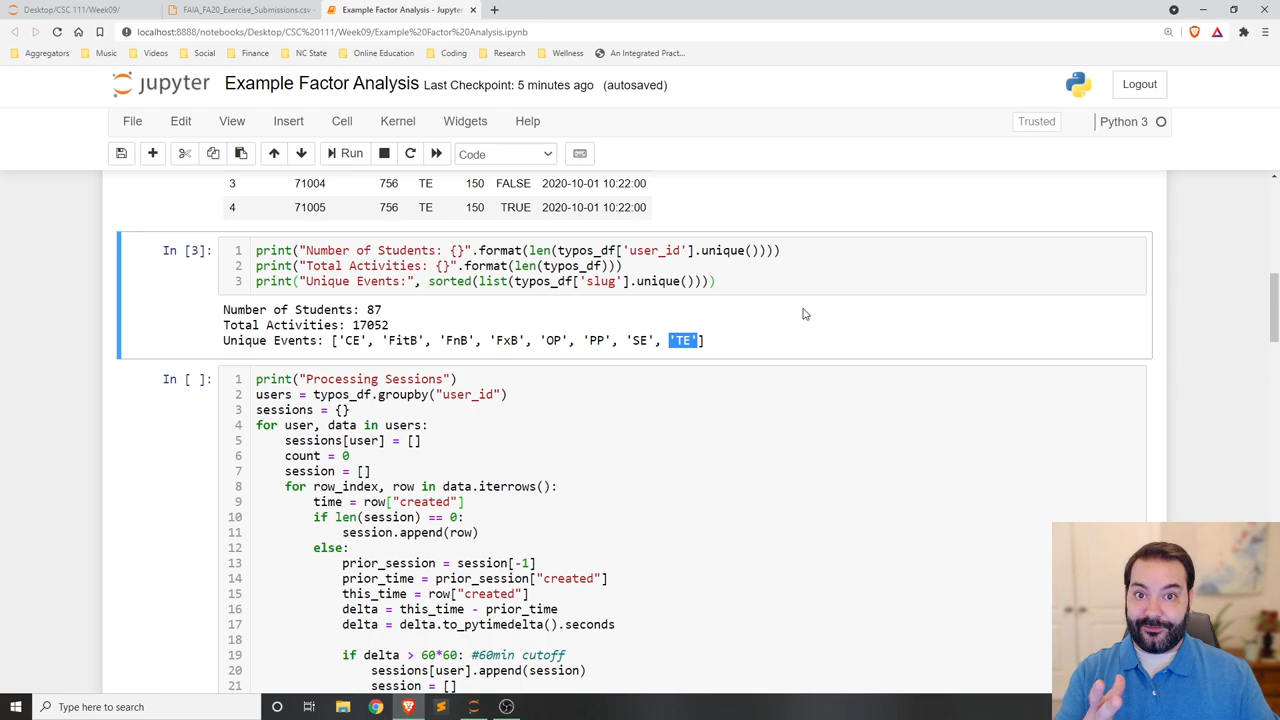 Desktop/CSC 111/Week09/
FAIA_FA20_Exercise_Submissions.csv -
Example Factor Analysis - Jupyter
localhost:8888/notebooks/Desktop/CSC%20111/Week09/Example%20Factor%20Analysis.ipynb
Aggregators Music Videos Social Finance NC State Online Education Coding Research Wellness An Integrated Pract...
jupyter Example Factor Analysis Last Checkpoint: 5 minutes ago (autosaved) Logout
File Edit View Insert Cell Kernel Widgets Help Trusted Python 3
Run Code
3 71004 756 TE 150 FALSE 2020-10-01 10:22:00
4 71005 756 TE 150 TRUE 2020-10-01 10:22:00
In [3]: 1 print("Number of Students: {}".format(len(typos_df['user_id'].unique())))
2 print("Total Activities: {}".format(len(typos_df)))
3 print("Unique Events:", sorted(list(typos_df['slug'].unique())))
Number of Students: 87
Total Activities: 17052
Unique Events: ['CE', 'FitB', 'FnB', 'FxB', 'OP', 'PP', 'SE', 'TE']
In [ ]: 1 print("Processing Sessions")
2 users = typos_df.groupby("user_id")
3 sessions = {}
4 for user, data in users:
5 sessions[user] = []
6 count = 0
7 session = []
8 for row_index, row in data.iterrows():
9 time = row["created"]
10 if len(session) == 0:
11 session.append(row)
12 else:
13 prior_session = session[-1]
14 prior_time = prior_session["created"]
15 this_time = row["created"]
16 delta = this_time - prior_time
17 delta = delta.to_pytimedelta().seconds
18
19 if delta > 60*60: #60min cutoff
20 sessions[user].append(session)
21 session = []
Type here to search